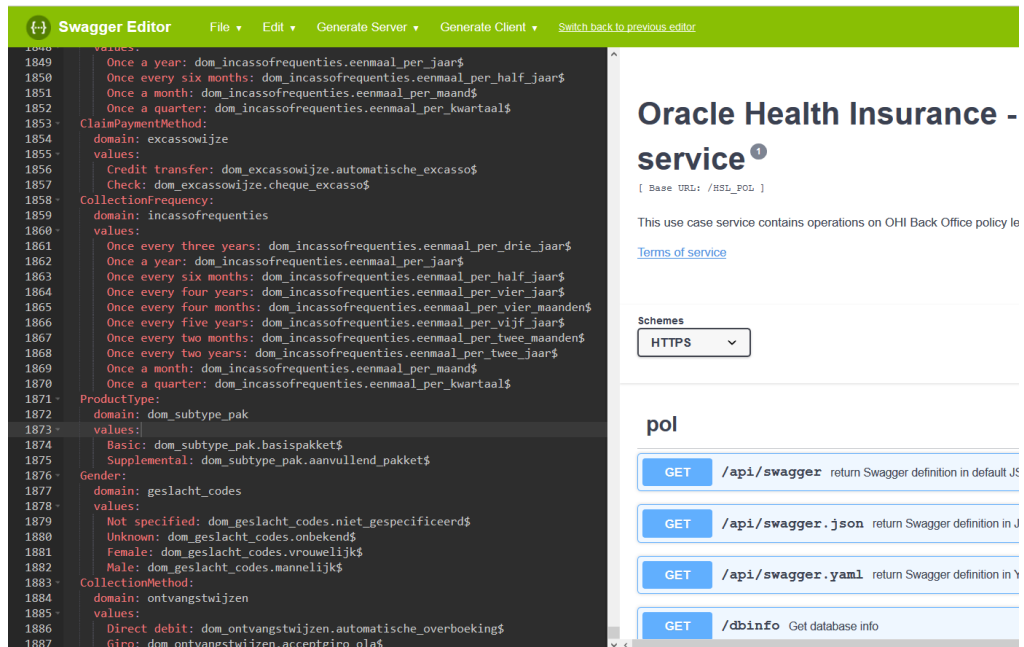 {··} Swagger Editor File Edit Generate Server Generate Client Switch back to previous editor
1848 values:
1849 Once a year: dom_incassofrequenties.eenmaal_per_jaar$
1850 Once every six months: dom_incassofrequenties.eenmaal_per_half_jaar$
1851 Once a month: dom_incassofrequenties.eenmaal_per_maand$
1852 Once a quarter: dom_incassofrequenties.eenmaal_per_kwartaal$
1853 ClaimPaymentMethod:
1854 domain: excassowijze
1855 values:
1856 Credit transfer: dom_excassowijze.automatische_excasso$
1857 Check: dom_excassowijze.cheque_excasso$
1858 CollectionFrequency:
1859 domain: incassofrequenties
1860 values:
1861 Once every three years: dom_incassofrequenties.eenmaal_per_drie_jaar$
1862 Once a year: dom_incassofrequenties.eenmaal_per_jaar$
1863 Once every six months: dom_incassofrequenties.eenmaal_per_half_jaar$
1864 Once every four years: dom_incassofrequenties.eenmaal_per_vier_jaar$
1865 Once every four months: dom_incassofrequenties.eenmaal_per_vier_maanden$
1866 Once every five years: dom_incassofrequenties.eenmaal_per_vijf_jaar$
1867 Once every two months: dom_incassofrequenties.eenmaal_per_twee_maanden$
1868 Once every two years: dom_incassofrequenties.eenmaal_per_twee_jaar$
1869 Once a month: dom_incassofrequenties.eenmaal_per_maand$
1870 Once a quarter: dom_incassofrequenties.eenmaal_per_kwartaal$
1871 ProductType:
1872 domain: dom_subtype_pak
1873 values:
1874 Basic: dom_subtype_pak.basispakket$
1875 Supplemental: dom_subtype_pak.aanvullend_pakket$
1876 Gender:
1877 domain: geslacht_codes
1878 values:
1879 Not specified: dom_geslacht_codes.niet_gespecificeerd$
1880 Unknown: dom_geslacht_codes.onbekend$
1881 Female: dom_geslacht_codes.vrouwelijk$
1882 Male: dom_geslacht_codes.mannelijk$
1883 CollectionMethod:
1884 domain: ontvangstwijzen
1885 values:
1886 Direct debit: dom_ontvangstwijzen.automatische_overboeking$
1887 Giro: dom_ontvangstwijzen.acceptgiro_ola$
Oracle Health Insurance -
service 1
[ Base URL: /HSL_POL ]
This use case service contains operations on OHI Back Office policy le
Terms of service
Schemes
HTTPS
pol
GET /api/swagger return Swagger definition in default JS
GET /api/swagger.json return Swagger definition in J
GET /api/swagger.yaml return Swagger definition in Y
GET /dbinfo Get database info